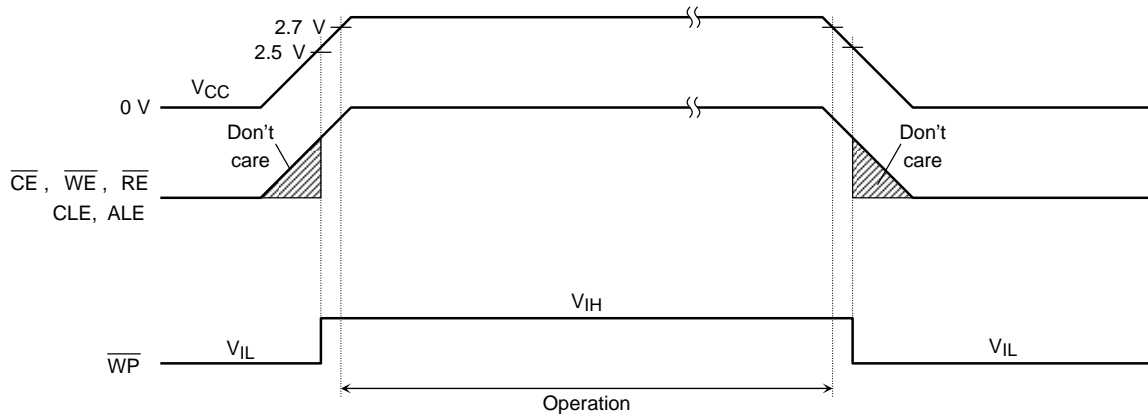 2.7 V
2.5 V
VCC
0 V
Don't
care
Don't
care
CE , WE , RE
CLE, ALE
VIH
VIL
VIL
WP
Operation